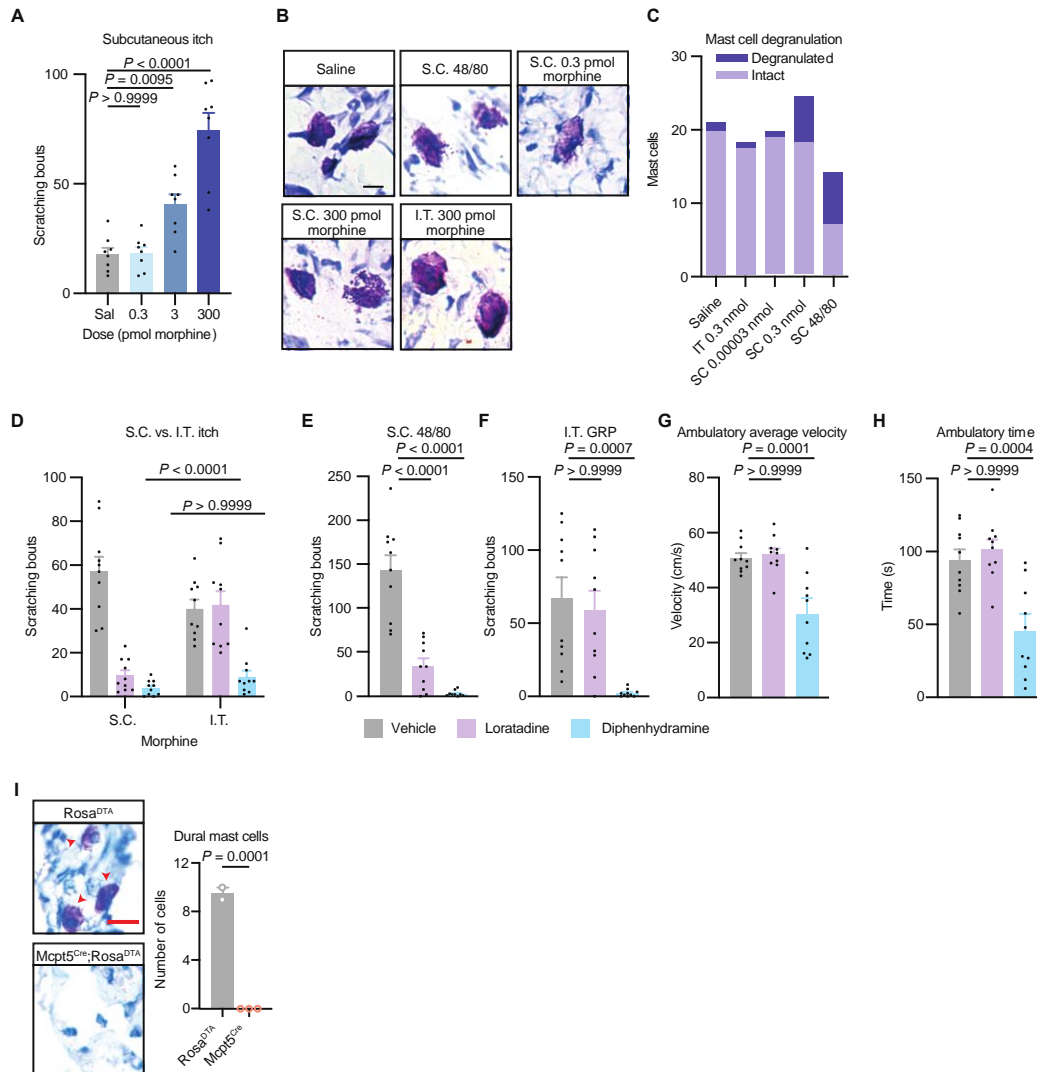 A
Subcutaneous itch
P < 0.0001
P = 0.0095
P > 0.9999
Scratching bouts
100
50
0
Sal
0.3
3
300
Dose (pmol morphine)
B
Saline
S.C. 48/80
S.C. 0.3 pmol
morphine
S.C. 300 pmol
morphine
I.T. 300 pmol
morphine
C
Mast cell degranulation
Degranulated
Intact
Mast cells
30
20
10
0
Saline
IT 0.3 nmol
SC 0.00003 nmol
SC 0.3 nmol
SC 48/80
D
S.C. vs. I.T. itch
P < 0.0001
P > 0.9999
Scratching bouts
100
80
60
40
20
0
S.C.
I.T.
Morphine
E
S.C. 48/80
P < 0.0001
P < 0.0001
Scratching bouts
250
200
150
100
50
0
F
I.T. GRP
P = 0.0007
P > 0.9999
Scratching bouts
150
100
50
0
G
Ambulatory average velocity
P = 0.0001
P > 0.9999
Velocity (cm/s)
80
60
40
20
0
H
Ambulatory time
P = 0.0004
P > 0.9999
Time (s)
150
100
50
0
Vehicle
Loratadine
Diphenhydramine
I
Rosa^DTA
Mcpt5^Cre;Rosa^DTA
Dural mast cells
P = 0.0001
Number of cells
12
8
4
0
Rosa^DTA
Mcpt5^Cre